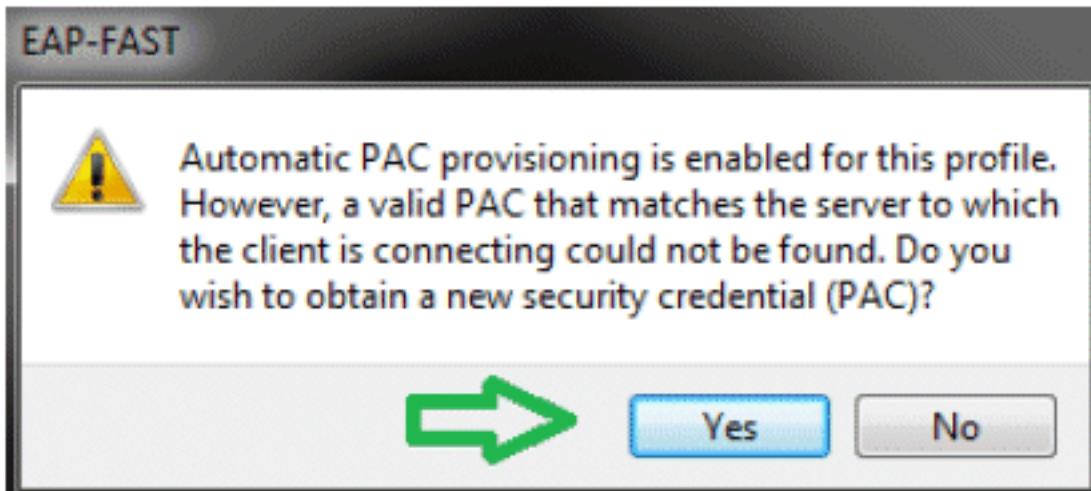 EAP-FAST
Automatic PAC provisioning is enabled for this profile.
However, a valid PAC that matches the server to which
the client is connecting could not be found. Do you
wish to obtain a new security credential (PAC)?
Yes
No